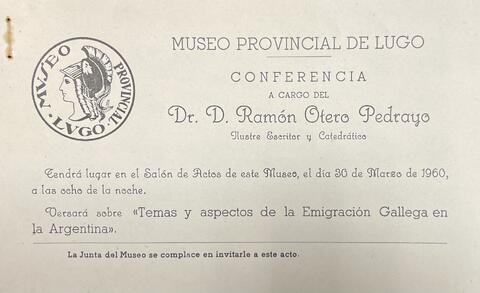 MVSEO PROVINCIAL · LVGO ·
MUSEO PROVINCIAL DE LUGO
CONFERENCIA
A CARGO DEL
Dr. D. Ramón Otero Pedrayo
Ilustre Escritor y Catedrático
Tendrá lugar en el Salón de Actos de este Museo, el día 30 de Marzo de 1960,
a las ocho de la noche.
Versará sobre «Temas y aspectos de la Emigración Gallega en
la Argentina».
La Junta del Museo se complace en invitarle a este acto.